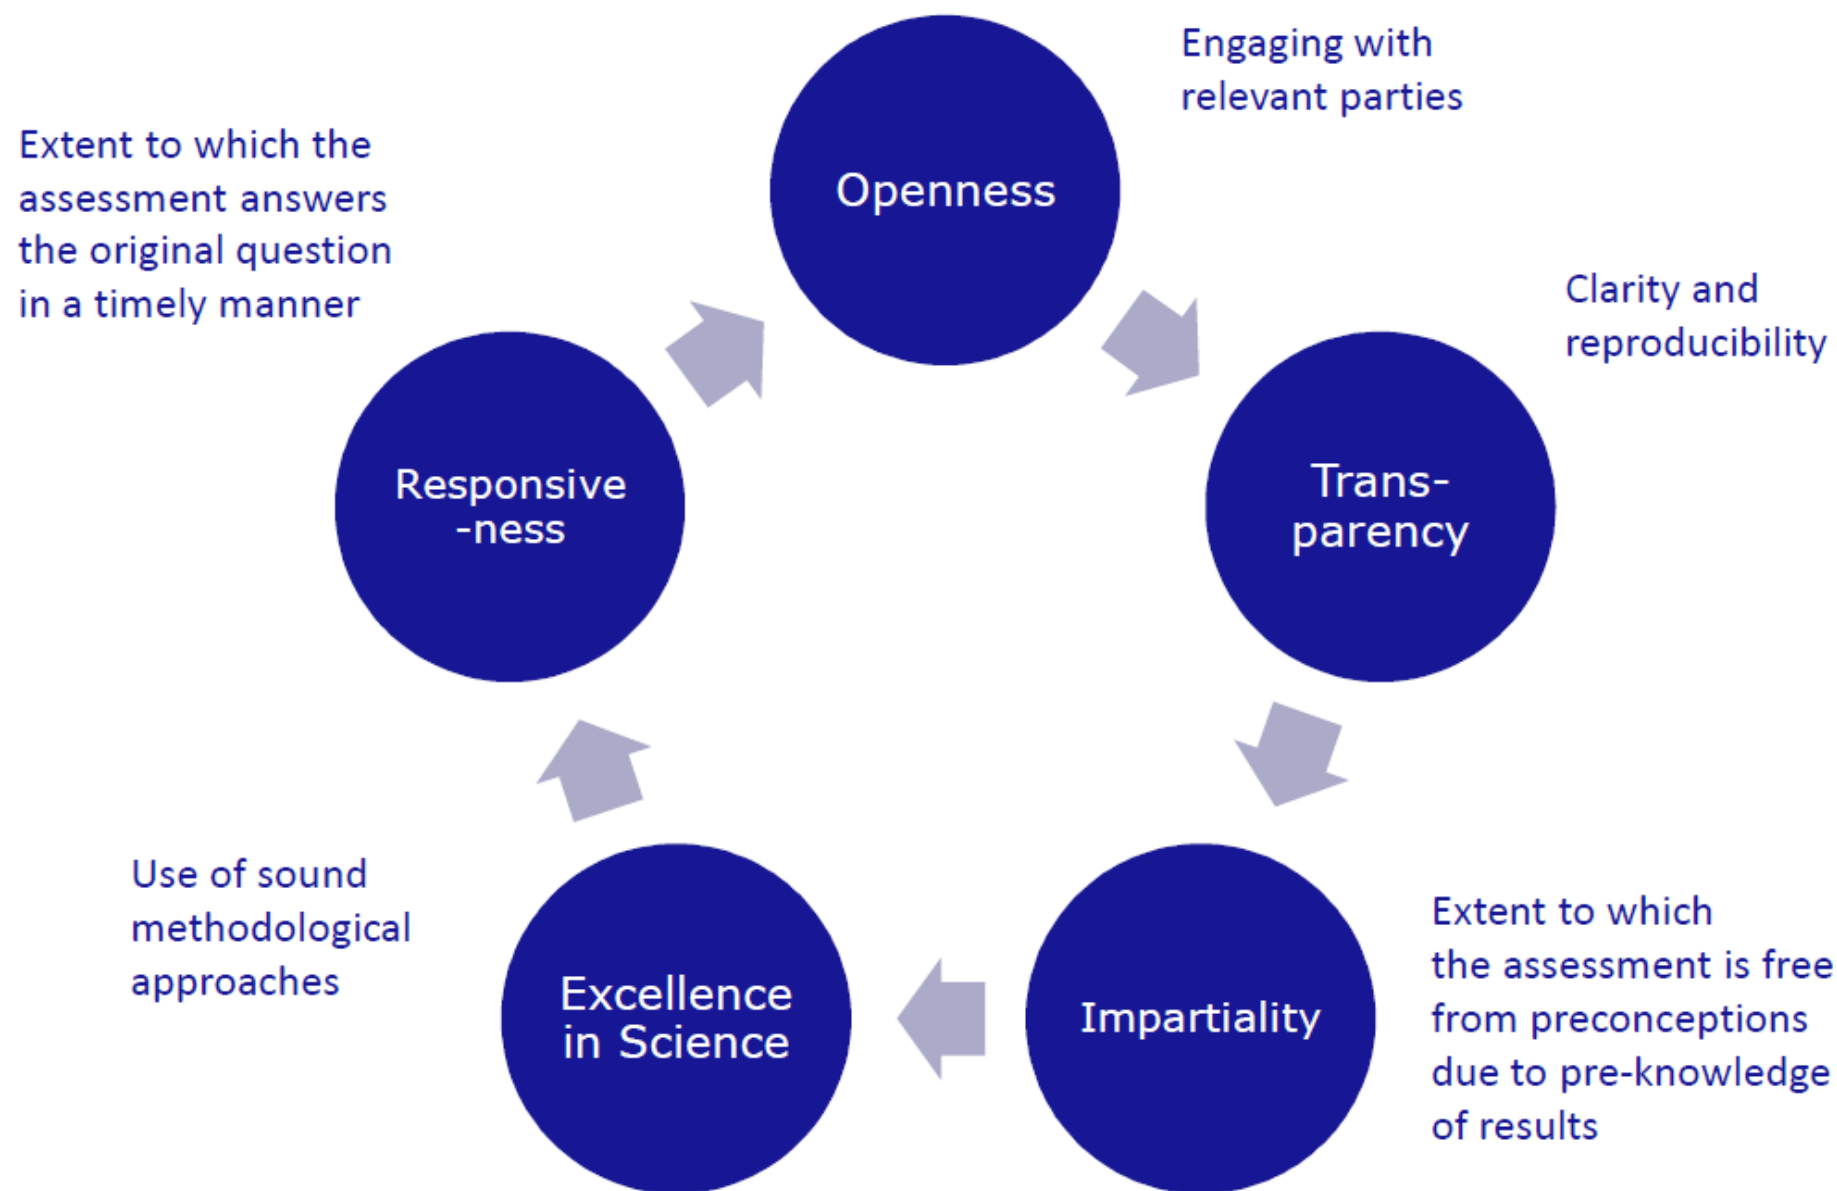 Openness
Engaging with
relevant parties
Trans-
parency
Clarity and
reproducibility
Impartiality
Extent to which
the assessment is free
from preconceptions
due to pre-knowledge
of results
Excellence
in Science
Use of sound
methodological
approaches
Responsive
-ness
Extent to which the
assessment answers
the original question
in a timely manner